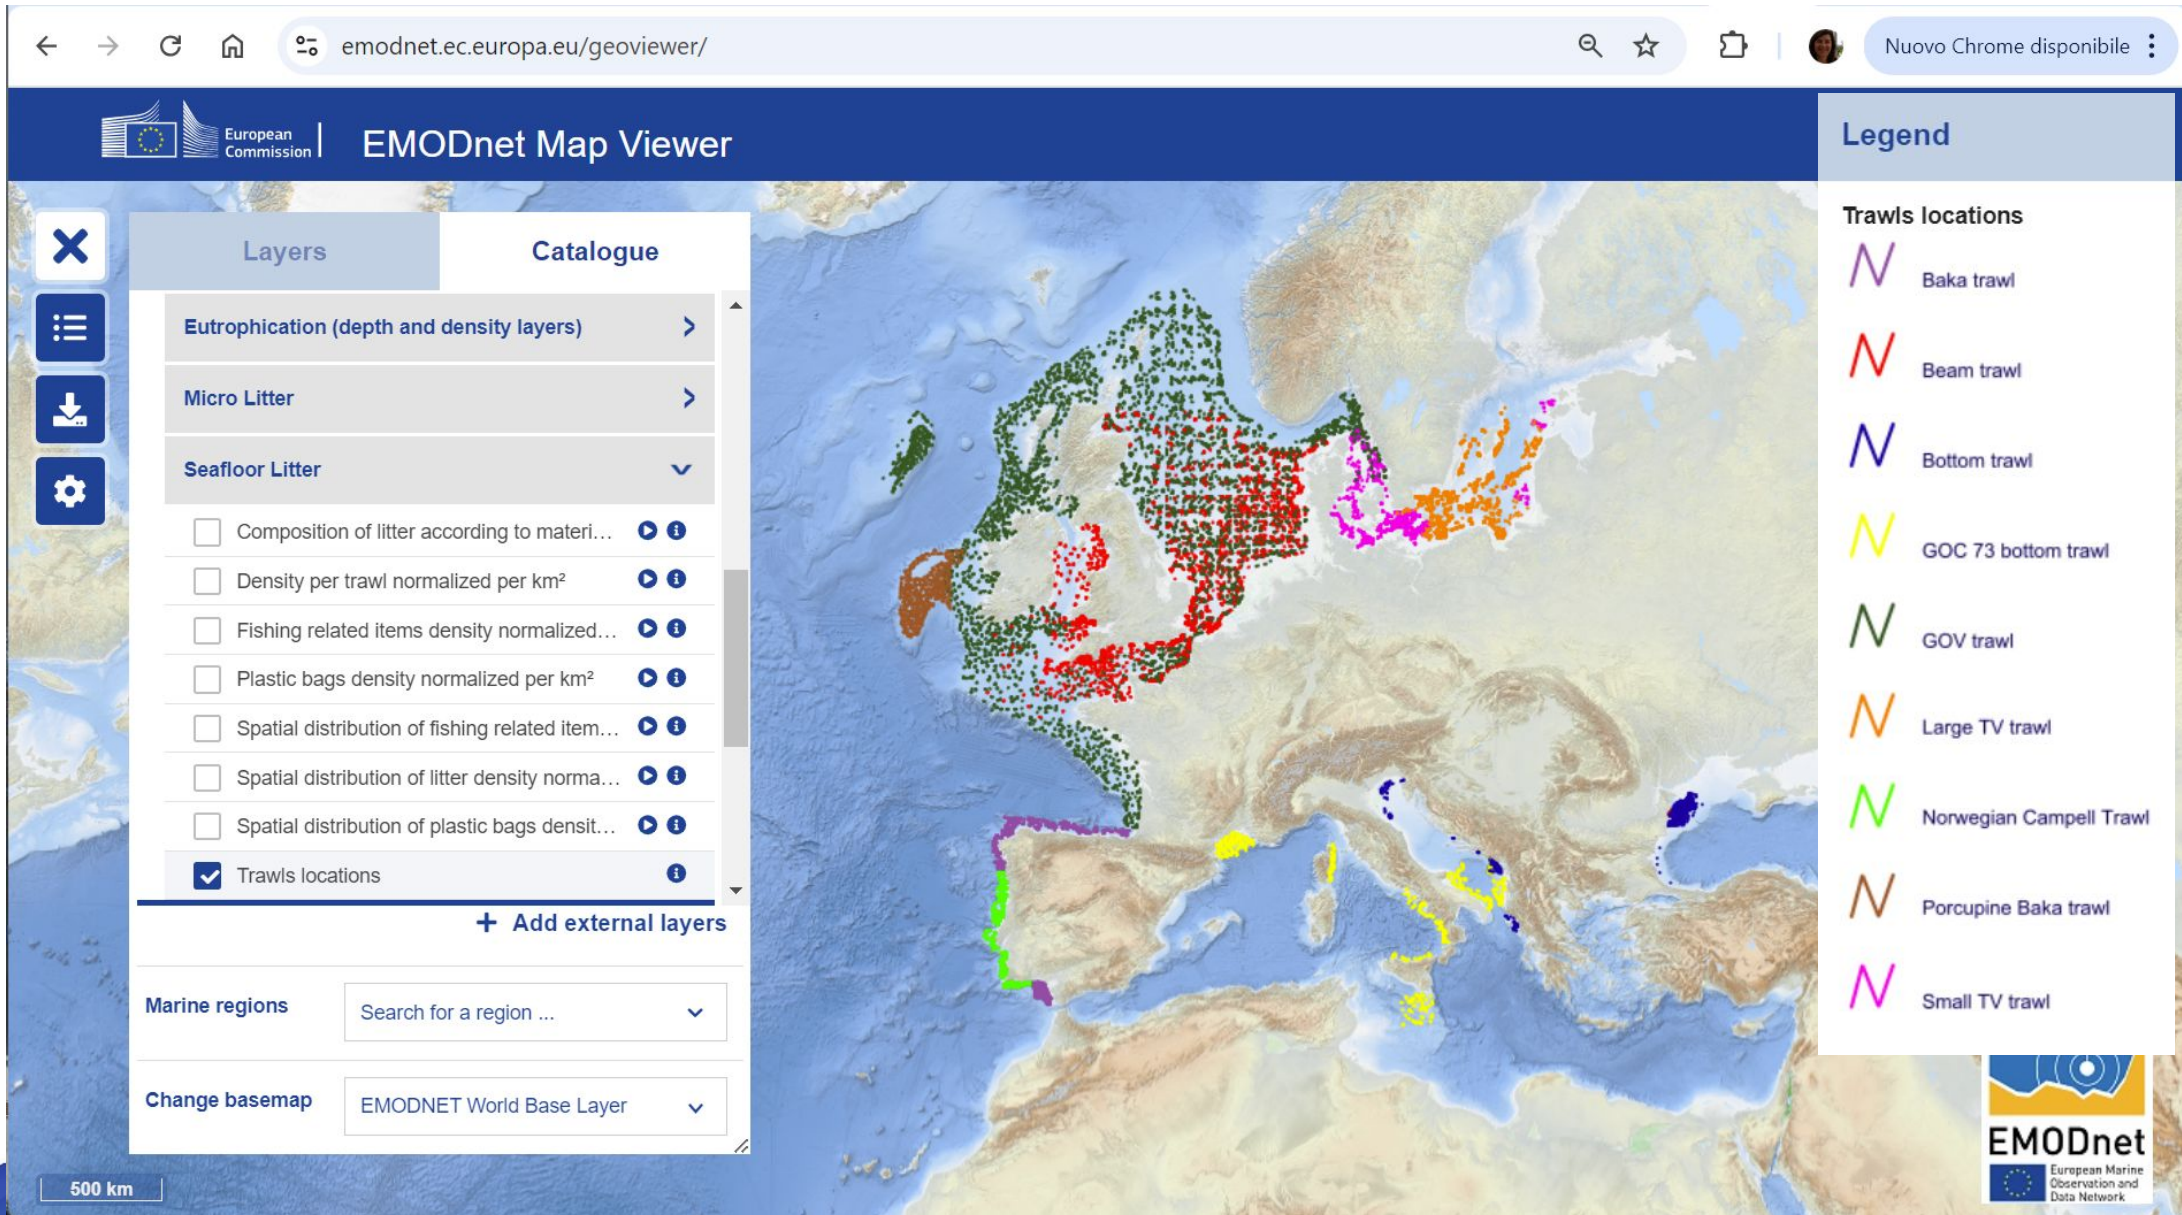 emodnet.ec.europa.eu/geoviewer/
Nuovo Chrome disponibile
European
Commission
EMODnet Map Viewer
Legend
Layers
Catalogue
Eutrophication (depth and density layers)
Micro Litter
Seafloor Litter
Composition of litter according to materi...
Density per trawl normalized per km²
Fishing related items density normalized...
Plastic bags density normalized per km²
Spatial distribution of fishing related item...
Spatial distribution of litter density norma...
Spatial distribution of plastic bags densit...
Trawls locations
+ Add external layers
Marine regions
Search for a region ...
Change basemap
EMODNET World Base Layer
500 km
Trawls locations
Baka trawl
Beam trawl
Bottom trawl
GOC 73 bottom trawl
GOV trawl
Large TV trawl
Norwegian Campell Trawl
Porcupine Baka trawl
Small TV trawl
EMODnet
European Marine
Observation and
Data Network